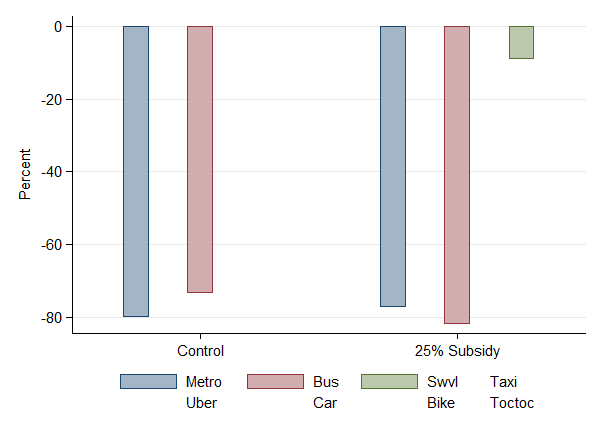 0
-20
-40
-60
-80
Percent
Control 25% Subsidy
Metro Bus Swvl Taxi
Uber Car Bike Toctoc